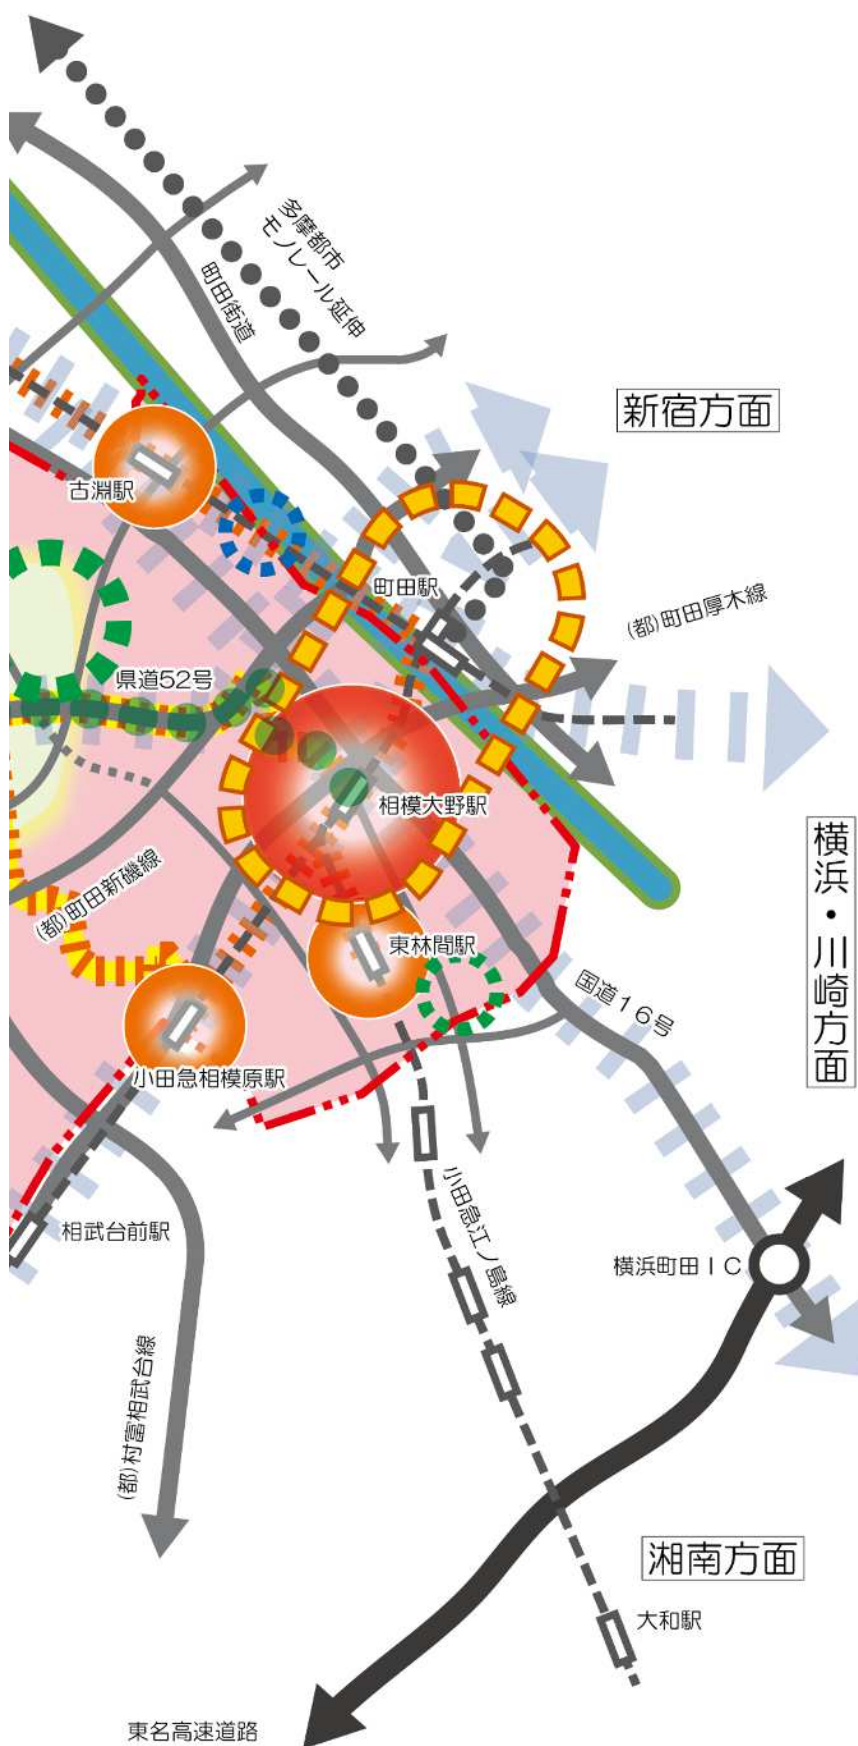 多摩都市
モノレール延伸
町田街道
新宿方面
古淵駅
町田駅
(都)町田厚木線
県道52号
相模大野駅
横浜・川崎方面
(都)町田新磯線
東林間駅
国道16号
小田急相模原駅
相武台前駅
小田急江ノ島線
横浜町田IC
(都)村富相武台線
湘南方面
大和駅
東名高速道路